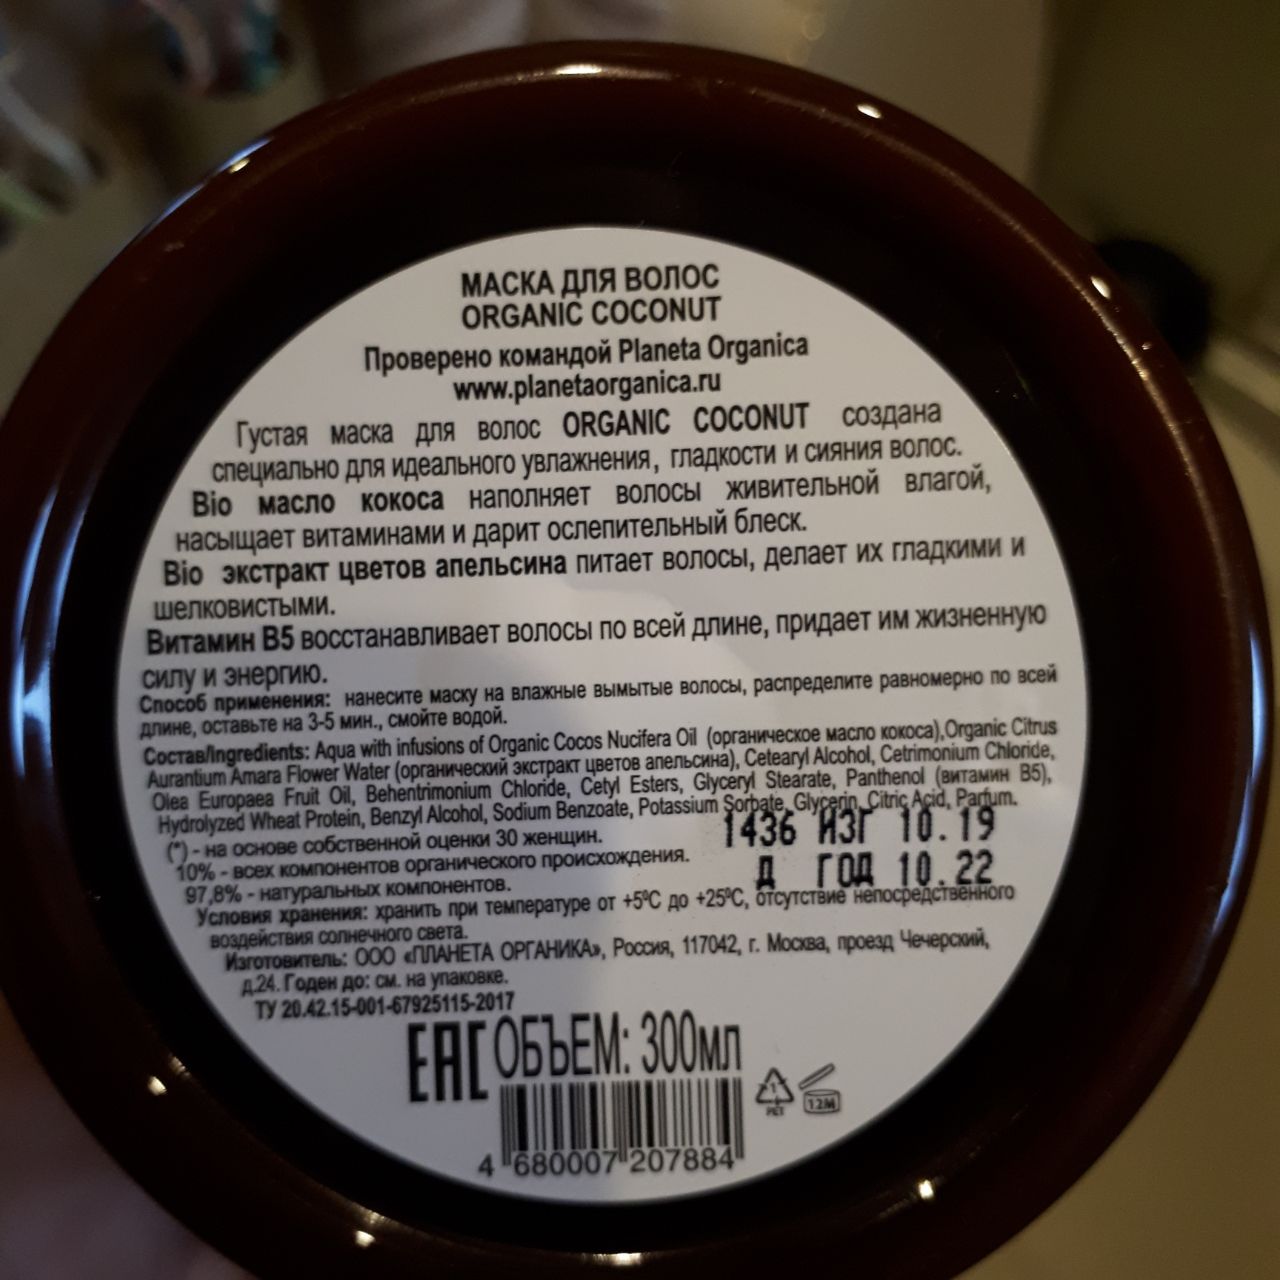 МАСКА ДЛЯ ВОЛОС
ORGANIC COCONUT
Проверено командой Planeta Organica
www.planetaorganica.ru
Густая маска для волос ORGANIC COCONUT создана
специально для идеального увлажнения, гладкости и сияния волос.
Bio масло кокоса наполняет волосы живительной влагой,
насыщает витаминами и дарит ослепительный блеск.
Bio экстракт цветов апельсина питает волосы, делает их гладкими и
шелковистыми.
Витамин B5 восстанавливает волосы по всей длине, придает им жизненную
силу и энергию.
Способ применения: нанесите маску на влажные вымытые волосы, распределите равномерно по всей
длине, оставьте на 3-5 мин., смойте водой.
Состав/Ingredients: Aqua with infusions of Organic Cocos Nucifera Oil (органическое масло кокоса),Organic Citrus
Aurantium Amara Flower Water (органический экстракт цветов апельсина), Cetearyl Alcohol, Cetrimonium Chloride,
Olea Europaea Fruit Oil, Behentrimonium Chloride, Cetyl Esters, Glyceryl Stearate, Panthenol (витамин B5),
Hydrolyzed Wheat Protein, Benzyl Alcohol, Sodium Benzoate, Potassium Sorbate, Glycerin, Citric Acid, Parfum.
(*) - на основе собственной оценки 30 женщин.
1436 ИЗГ 10.19
10% - всех компонентов органического происхождения.
Д ГОД 10.22
97,8% - натуральных компонентов.
Условия хранения: хранить при температуре от +5ºC до +25ºC, отсутствие непосредственного
воздействия солнечного света.
Изготовитель: ООО «ПЛАНЕТА ОРГАНИКА», Россия, 117042, г. Москва, проезд Чечерский,
д.24. Годен до: см. на упаковке.
ТУ 20.42.15-001-67925115-2017
EAC ОБЪЕМ: 300мл
1 PET 12M
4 680007 207884